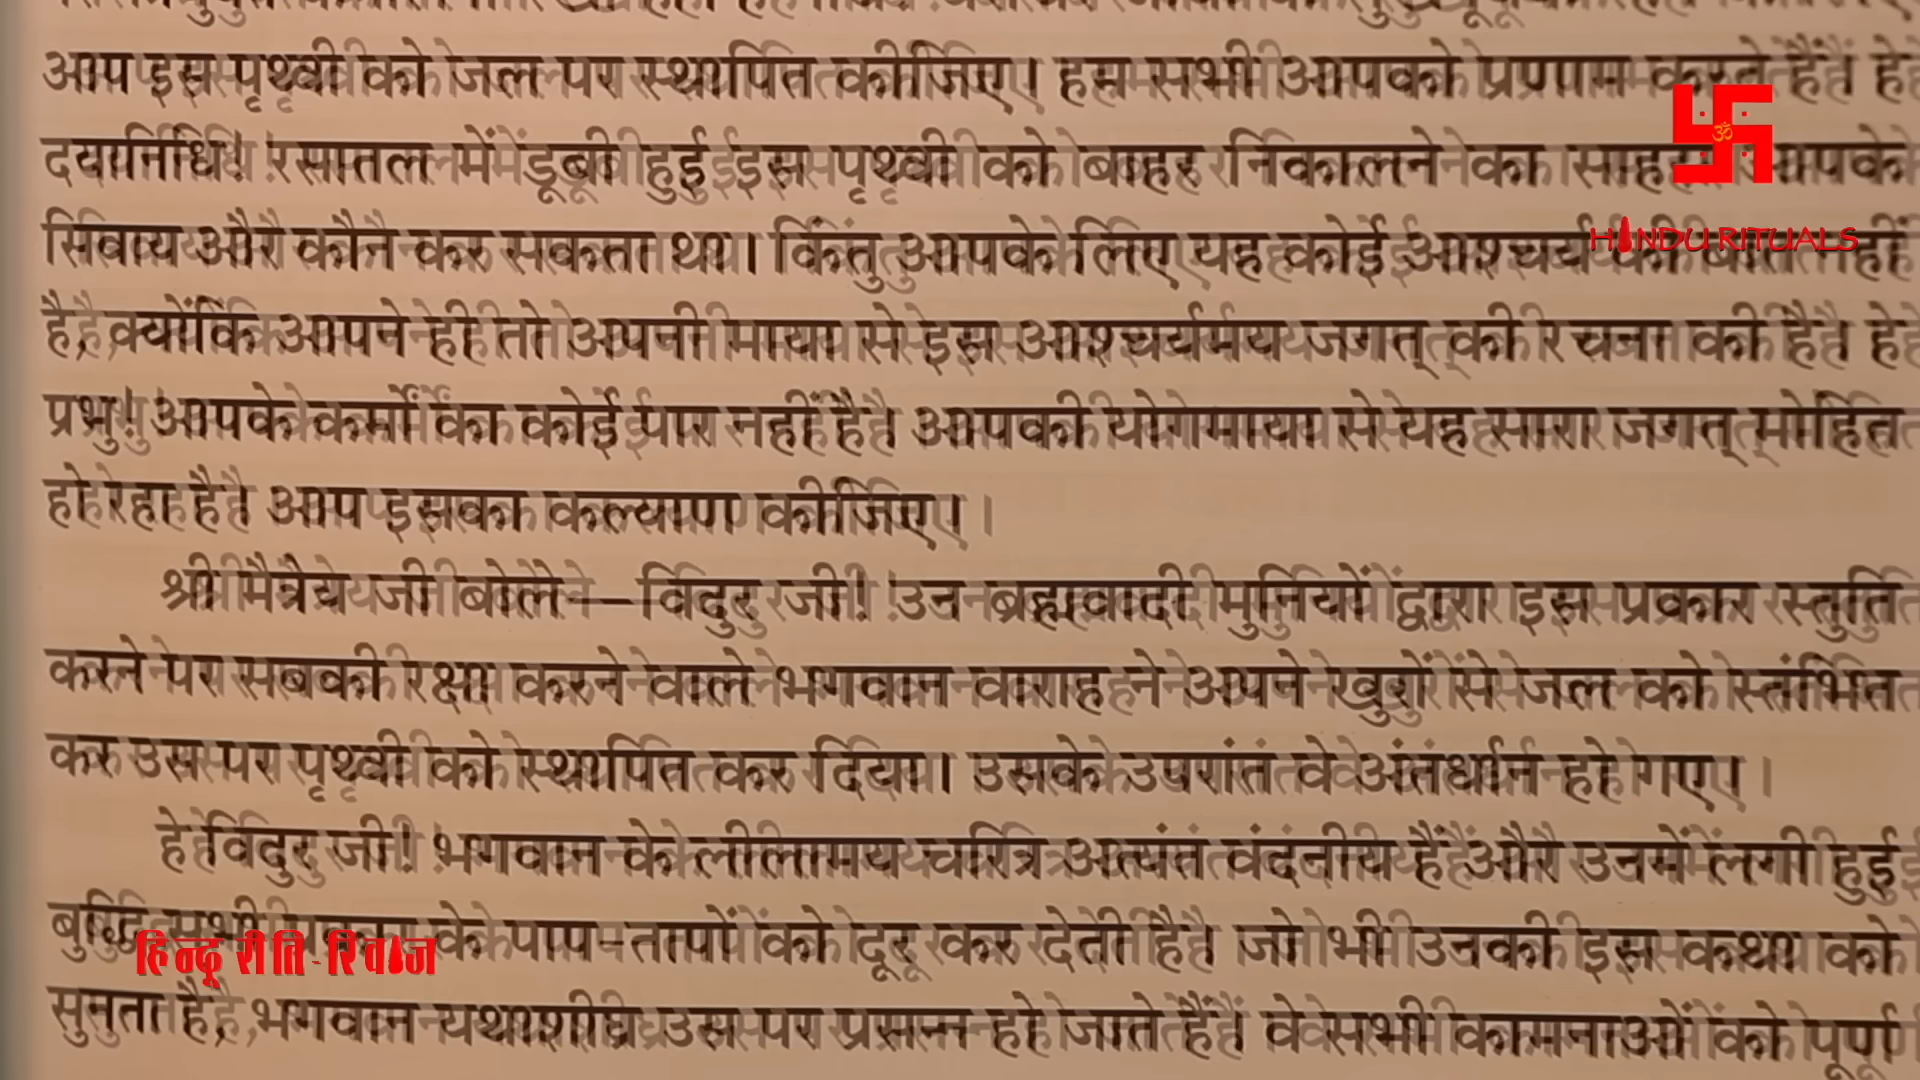 आप इस पृथ्वी को जल पर स्थापित कीजिए। हम सभी आपको प्रणाम करते हैं। हे
दयानिधि! रसातल में डूबी हुई इस पृथ्वी को बाहर निकालने का साहस आपके
सिवाय और कौन कर सकता था। किंतु आपके लिए यह कोई आश्चर्य की बात नहीं
HINDU RITUALS
है, क्योंकि आपने ही तो अपनी माया से इस आश्चर्यमय जगत् की रचना की है। हे
प्रभु! आपके कर्मों का कोई पार नहीं है। आपकी योगमाया से यह सारा जगत् मोहित
हो रहा है। आप इसका कल्याण कीजिए।
श्री मैत्रेय जी बोले—विदुर जी! उन ब्रह्मवादी मुनियों द्वारा इस प्रकार स्तुति
करने पर सबकी रक्षा करने वाले भगवान वाराह ने अपने खुरों से जल को स्तंभित
कर उस पर पृथ्वी को स्थापित कर दिया। उसके उपरांत वे अंतर्धान हो गए।
हे विदुर जी! भगवान के लीलामय चरित्र अत्यंत वंदनीय हैं और उनमें लगी हुई
बुद्धि सभी प्रकार के पाप-तापों को दूर कर देती है। जो भी उनकी इस कथा को
हिन्दू रीति-रिवाज
सुनता है, भगवान यथाशीघ्र उस पर प्रसन्न हो जाते हैं। वे सभी कामनाओं को पूर्ण